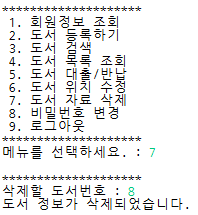 ********************
1. 회원정보 조회
2. 도서 등록하기
3. 도서 검색
4. 도서 목록 조회
5. 도서 대출/반납
6. 도서 위치 수정
7. 도서 자료 삭제
8. 비밀번호 변경
9. 로그아웃
********************
메뉴를 선택하세요. : 7

********************
삭제할 도서번호 : 8
도서 정보가 삭제되었습니다.